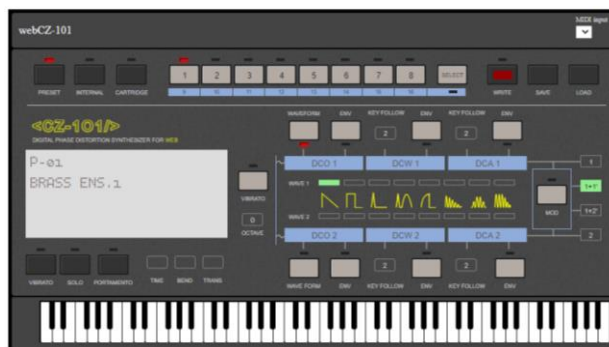 webCZ-101
MIDI input
PRESET INTERNAL CARTRIDGE
1 2 3 4 5 6 7 8 SELECT
9 10 11 12 13 14 15 16
WRITE SAVE LOAD
WAVEFORM ENV KEY FOLLOW ENV KEY FOLLOW ENV
2 2
<CZ-101/>
DIGITAL PHASE DISTORTION SYNTHESIZER FOR WEB
P-01
BRASS ENS.1
DCO 1 DCW 1 DCA 1
WAVE 1
WAVE 2
VIBRATO
0
OCTAVE
1
1+1'
1+2'
2
MOD
DCO 2 DCW 2 DCA 2
2 2
WAVE FORM ENV KEY FOLLOW ENV KEY FOLLOW ENV
VIBRATO SOLO PORTAMENTO
TIMS BEND TRANS